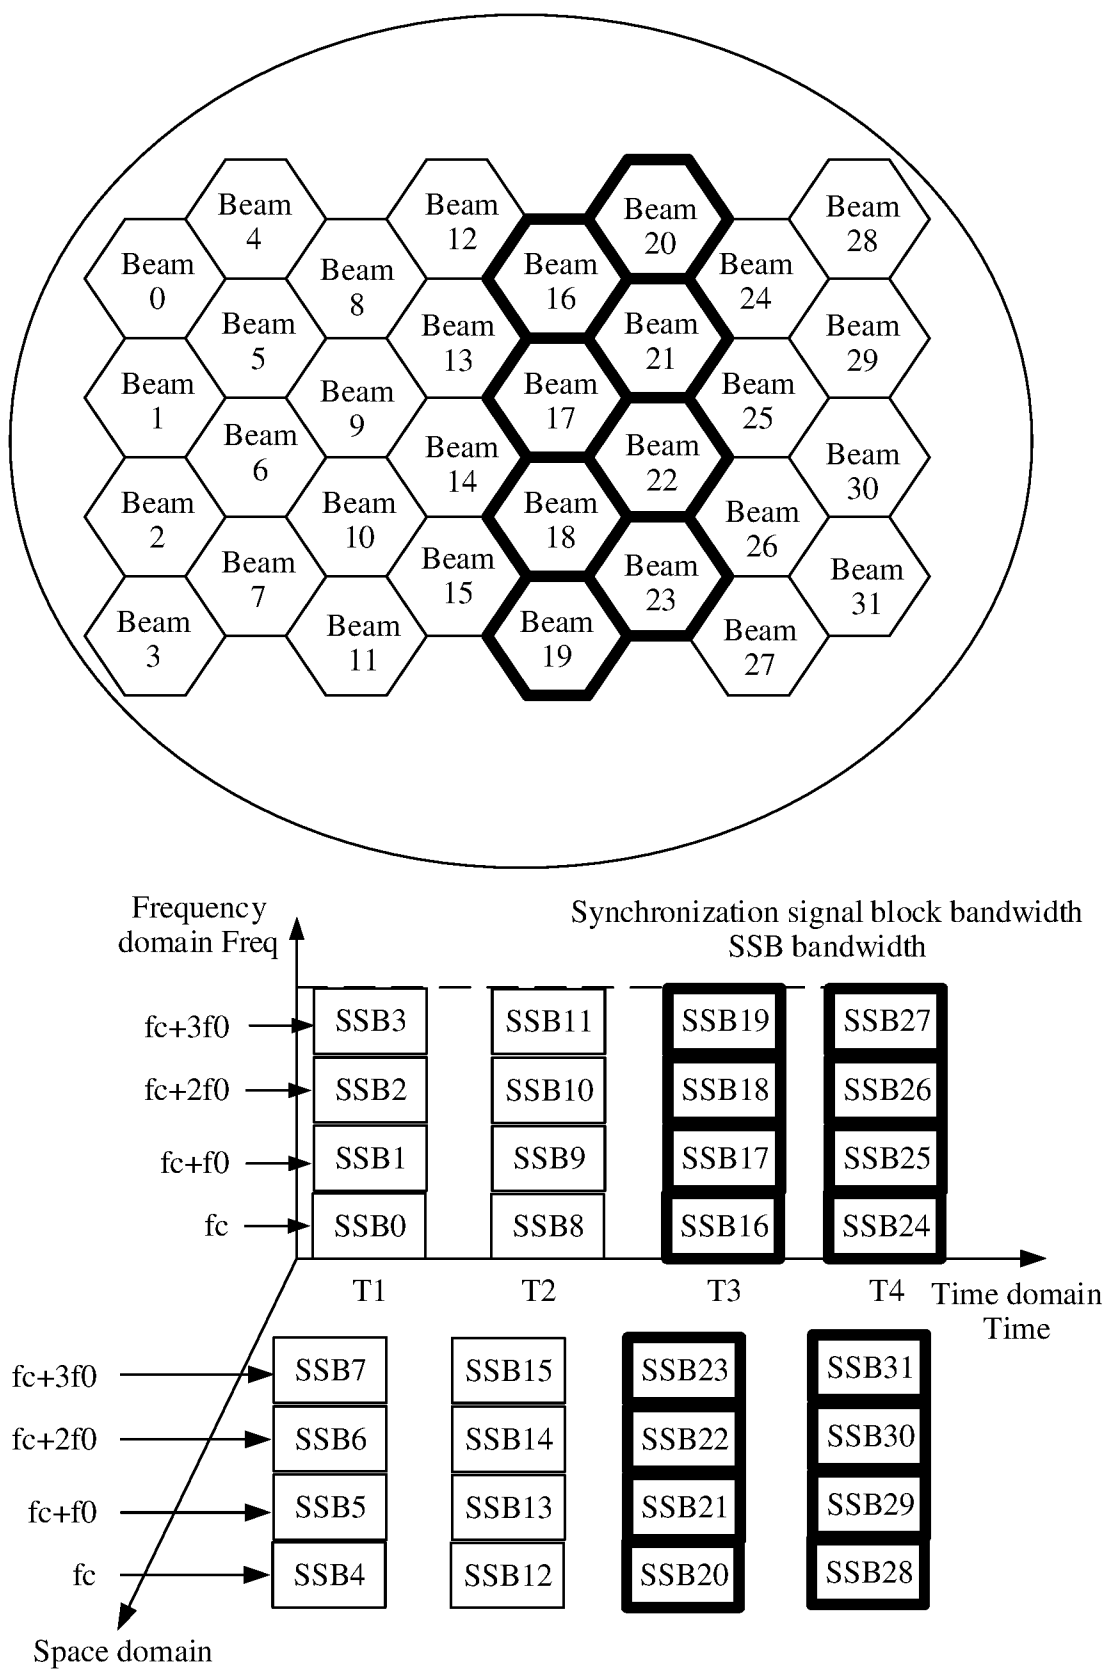 Beam
4
Beam
12
Beam
20
Beam
28
Beam
0
Beam
8
Beam
16
Beam
24
Beam
5
Beam
13
Beam
21
Beam
29
Beam
1
Beam
9
Beam
17
Beam
25
Beam
6
Beam
14
Beam
22
Beam
30
Beam
2
Beam
10
Beam
18
Beam
26
Beam
7
Beam
15
Beam
23
Beam
31
Beam
3
Beam
11
Beam
19
Beam
27
Frequency
domain Freq
Synchronization signal block bandwidth
SSB bandwidth
fc+3f0 SSB3 SSB11 SSB19 SSB27
fc+2f0 SSB2 SSB10 SSB18 SSB26
fc+f0 SSB1 SSB9 SSB17 SSB25
fc SSB0 SSB8 SSB16 SSB24
T1 T2 T3 T4
Time domain
Time
fc+3f0 SSB7 SSB15 SSB23 SSB31
fc+2f0 SSB6 SSB14 SSB22 SSB30
fc+f0 SSB5 SSB13 SSB21 SSB29
fc SSB4 SSB12 SSB20 SSB28
Space domain